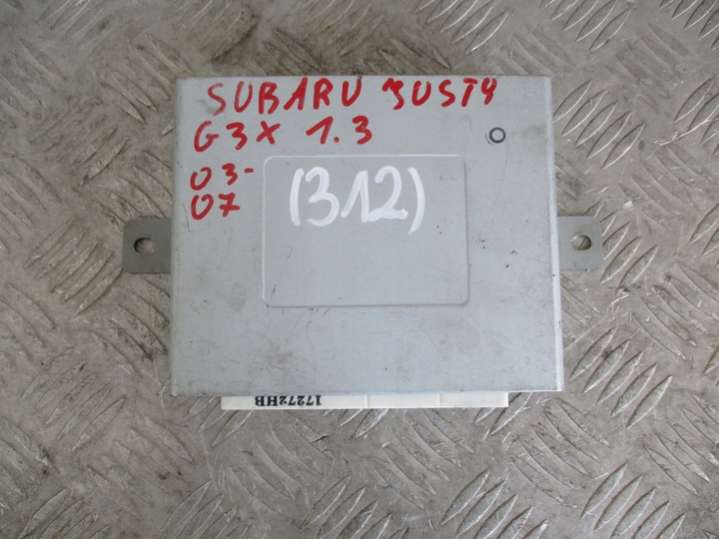 SUBARU JUSTY
G3X 1.3
03-
07
(312)
17272HB